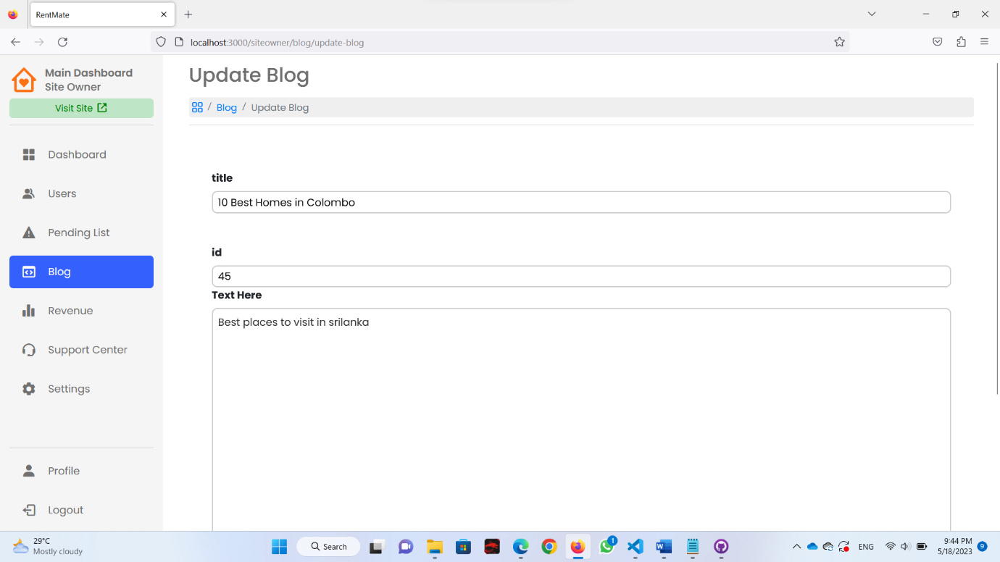 RentMate
localhost:3000/siteowner/blog/update-blog
Main Dashboard
Site Owner
Visit Site
Dashboard
Users
Pending List
Blog
Revenue
Support Center
Settings
Profile
Logout
Update Blog
/ Blog / Update Blog
title
10 Best Homes in Colombo
id
45
Text Here
Best places to visit in srilanka
29°C
Mostly cloudy
Search
1
ENG
9:44 PM
5/18/2023
9